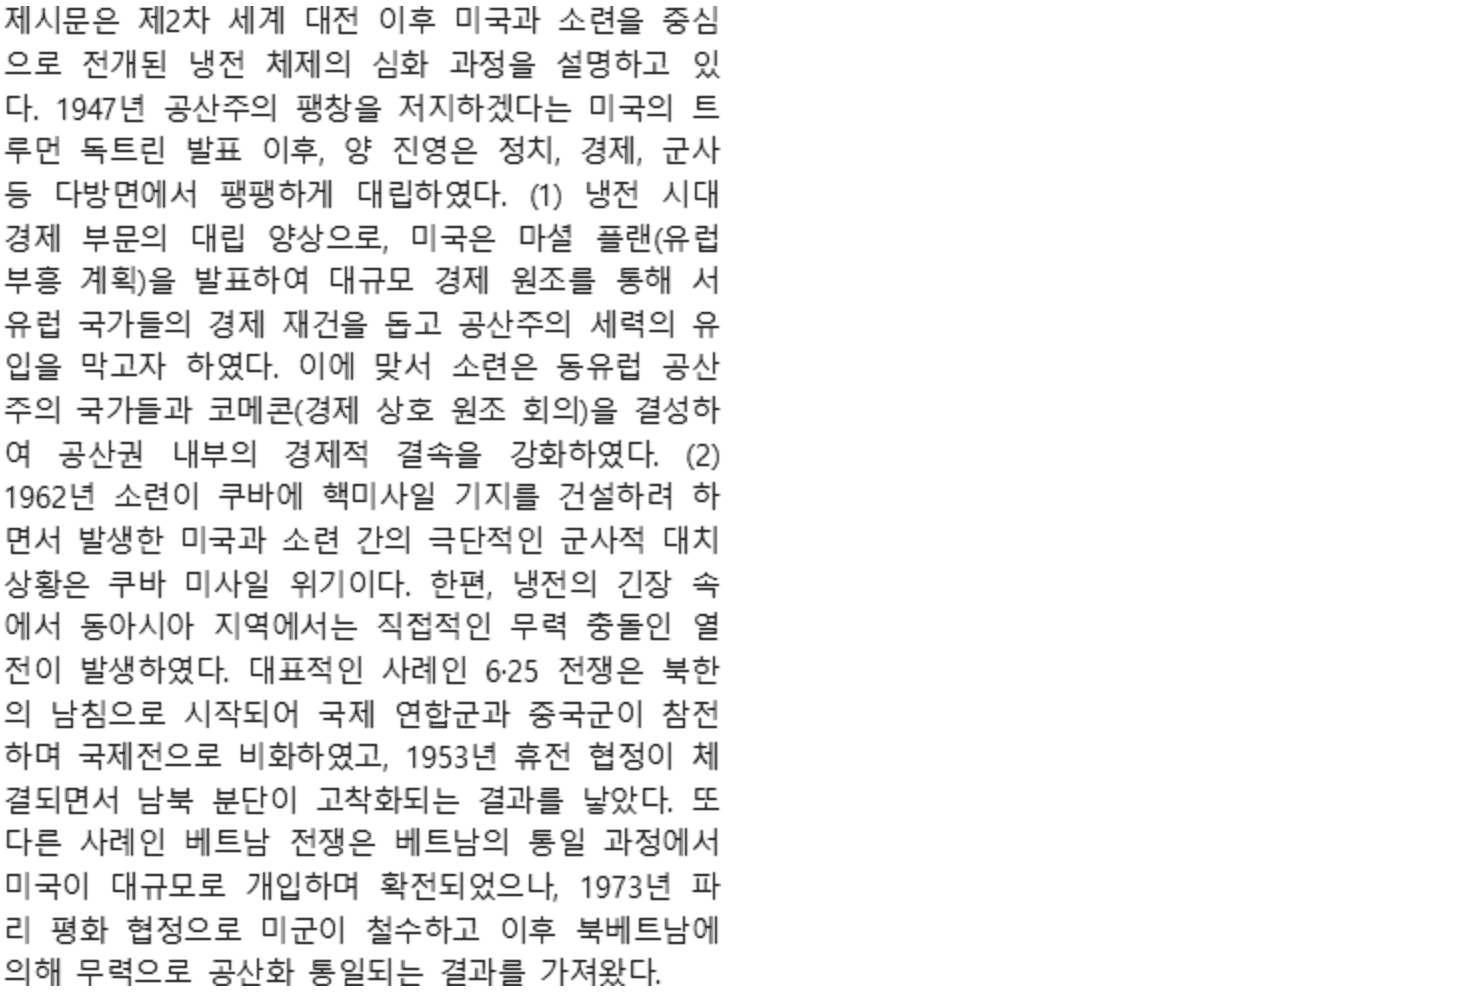 제시문은 제2차 세계 대전 이후 미국과 소련을 중심
으로 전개된 냉전 체제의 심화 과정을 설명하고 있
다. 1947년 공산주의 팽창을 저지하겠다는 미국의 트
루먼 독트린 발표 이후, 양 진영은 정치, 경제, 군사
등 다방면에서 팽팽하게 대립하였다. (1) 냉전 시대
경제 부문의 대립 양상으로, 미국은 마셜 플랜(유럽
부흥 계획)을 발표하여 대규모 경제 원조를 통해 서
유럽 국가들의 경제 재건을 돕고 공산주의 세력의 유
입을 막고자 하였다. 이에 맞서 소련은 동유럽 공산
주의 국가들과 코메콘(경제 상호 원조 회의)을 결성하
여 공산권 내부의 경제적 결속을 강화하였다. (2)
1962년 소련이 쿠바에 핵미사일 기지를 건설하려 하
면서 발생한 미국과 소련 간의 극단적인 군사적 대치
상황은 쿠바 미사일 위기이다. 한편, 냉전의 긴장 속
에서 동아시아 지역에서는 직접적인 무력 충돌인 열
전이 발생하였다. 대표적인 사례인 6·25 전쟁은 북한
의 남침으로 시작되어 국제 연합군과 중국군이 참전
하며 국제전으로 비화하였고, 1953년 휴전 협정이 체
결되면서 남북 분단이 고착화되는 결과를 낳았다. 또
다른 사례인 베트남 전쟁은 베트남의 통일 과정에서
미국이 대규모로 개입하며 확전되었으나, 1973년 파
리 평화 협정으로 미군이 철수하고 이후 북베트남에
의해 무력으로 공산화 통일되는 결과를 가져왔다.